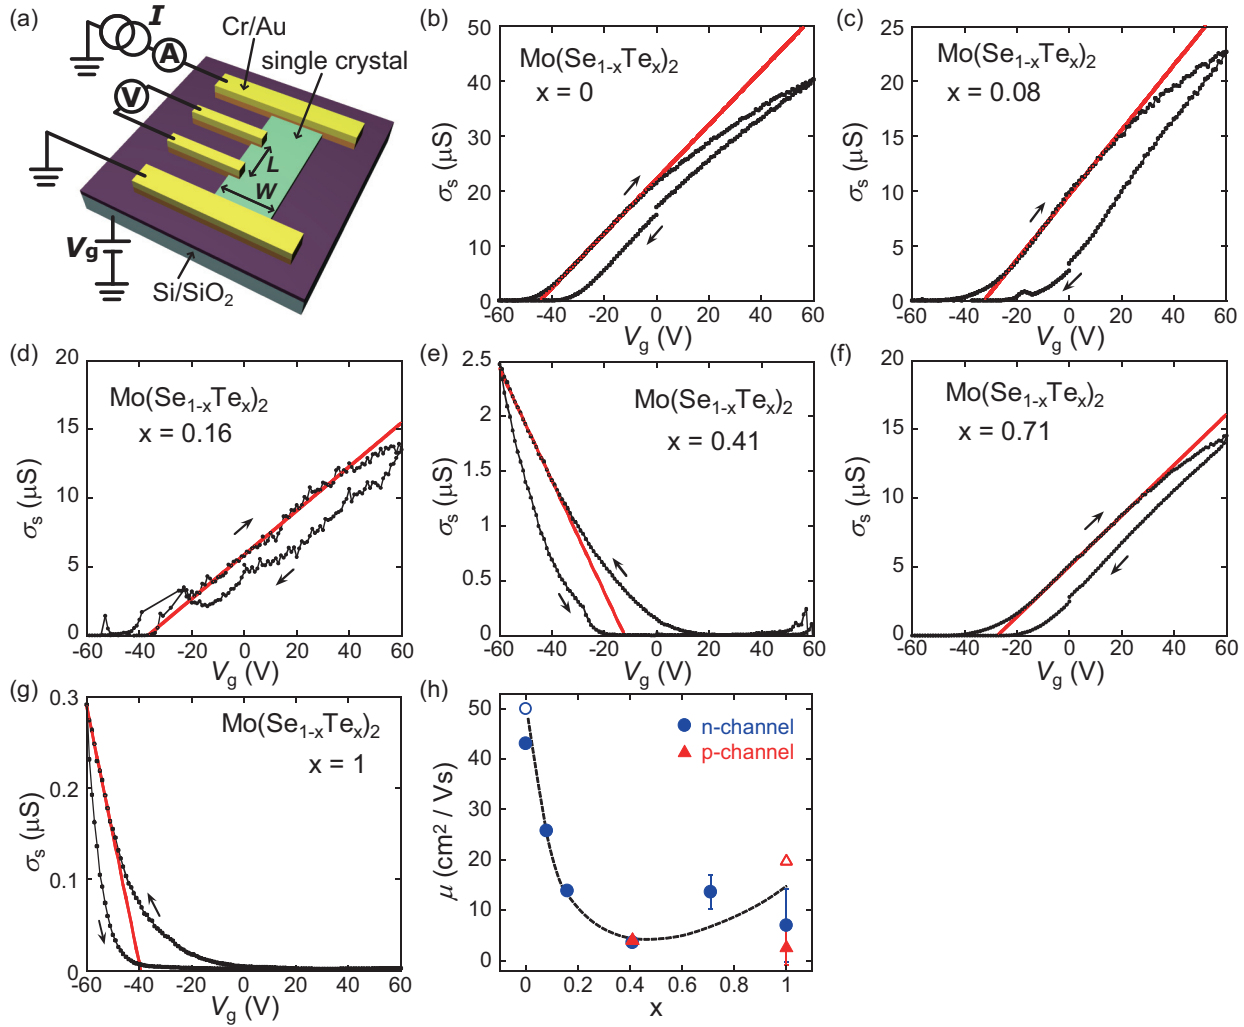 (a)
I
A
V
Cr/Au
single crystal
L
W
Vg
Si/SiO2
(b)
Mo(Se1-xTex)2
x = 0
σs (μS)
50
40
30
20
10
0
-60 -40 -20 0 20 40 60
Vg (V)
(c)
Mo(Se1-xTex)2
x = 0.08
σs (μS)
25
20
15
10
5
0
-60 -40 -20 0 20 40 60
Vg (V)
(d)
Mo(Se1-xTex)2
x = 0.16
σs (μS)
20
15
10
5
0
-60 -40 -20 0 20 40 60
Vg (V)
(e)
Mo(Se1-xTex)2
x = 0.41
σs (μS)
2.5
2
1.5
1
0.5
0
-60 -40 -20 0 20 40 60
Vg (V)
(f)
Mo(Se1-xTex)2
x = 0.71
σs (μS)
20
15
10
5
0
-60 -40 -20 0 20 40 60
Vg (V)
(g)
Mo(Se1-xTex)2
x = 1
σs (μS)
0.3
0.2
0.1
0
-60 -40 -20 0 20 40 60
Vg (V)
(h)
n-channel
p-channel
μ (cm2 / Vs)
50
40
30
20
10
0
0 0.2 0.4 0.6 0.8 1
x